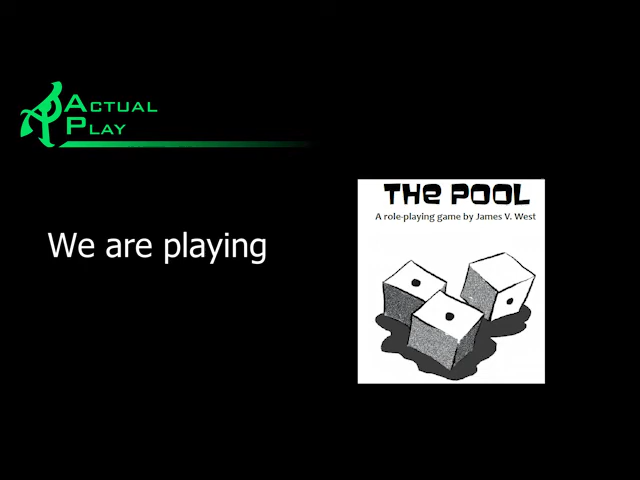 Actual
Play
We are playing
THE POOL
A role-playing game by James V. West